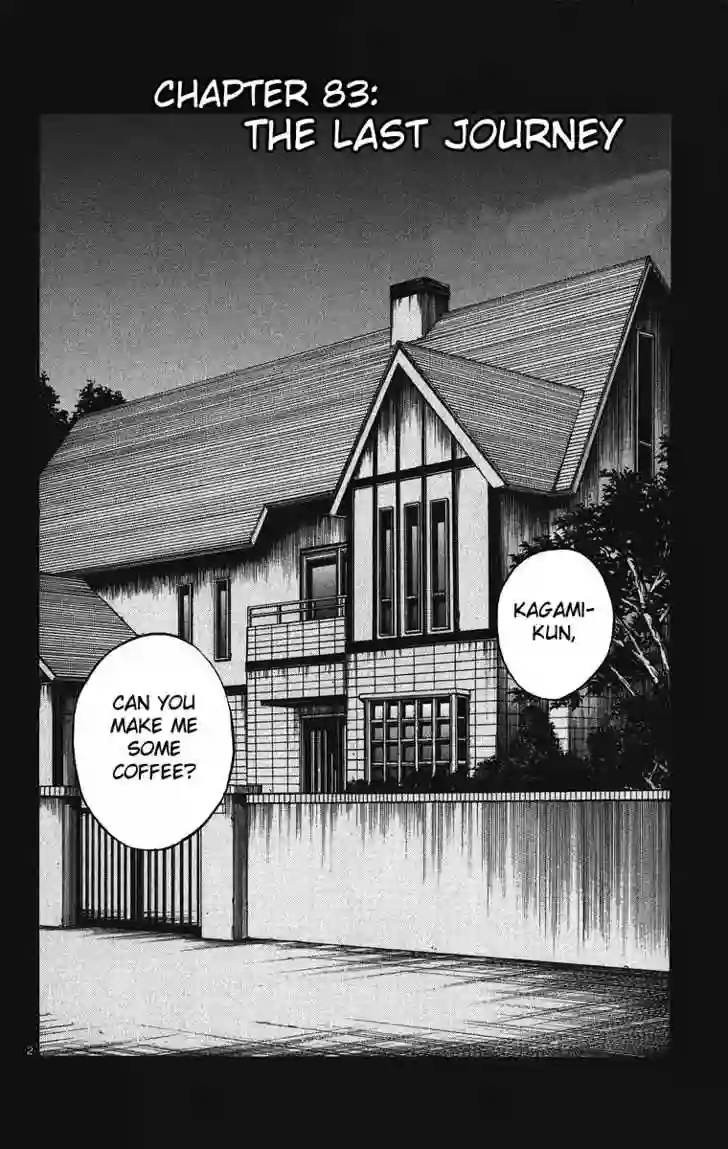 CHAPTER 83:
THE LAST JOURNEY
KAGAMI-
KUN,
CAN YOU
MAKE ME
SOME
COFFEE?
2